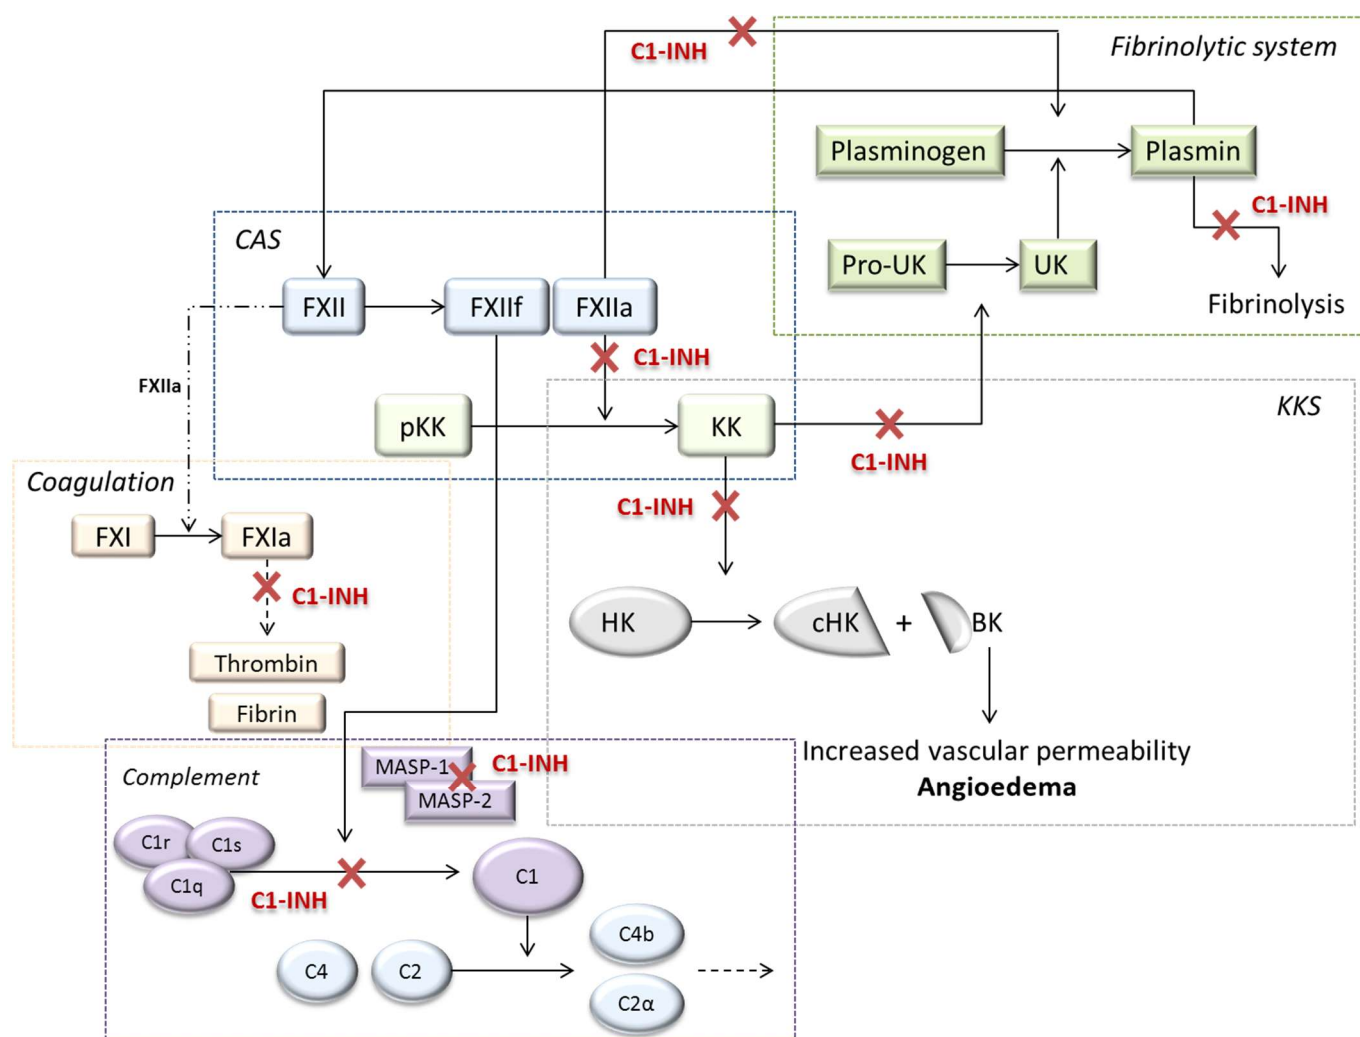 C1-INH
Fibrinolytic system
Plasminogen
Plasmin
C1-INH
CAS
Pro-UK
UK
FXII
FXIIf
FXIIa
Fibrinolysis
C1-INH
FXIIa
pKK
KK
KKS
C1-INH
Coagulation
C1-INH
FXI
FXIa
C1-INH
HK
cHK
+
BK
Thrombin
Fibrin
Increased vascular permeability
Angioedema
Complement
MASP-1
C1-INH
MASP-2
C1r
C1s
C1q
C1-INH
C1
C4
C2
C4b
C2α